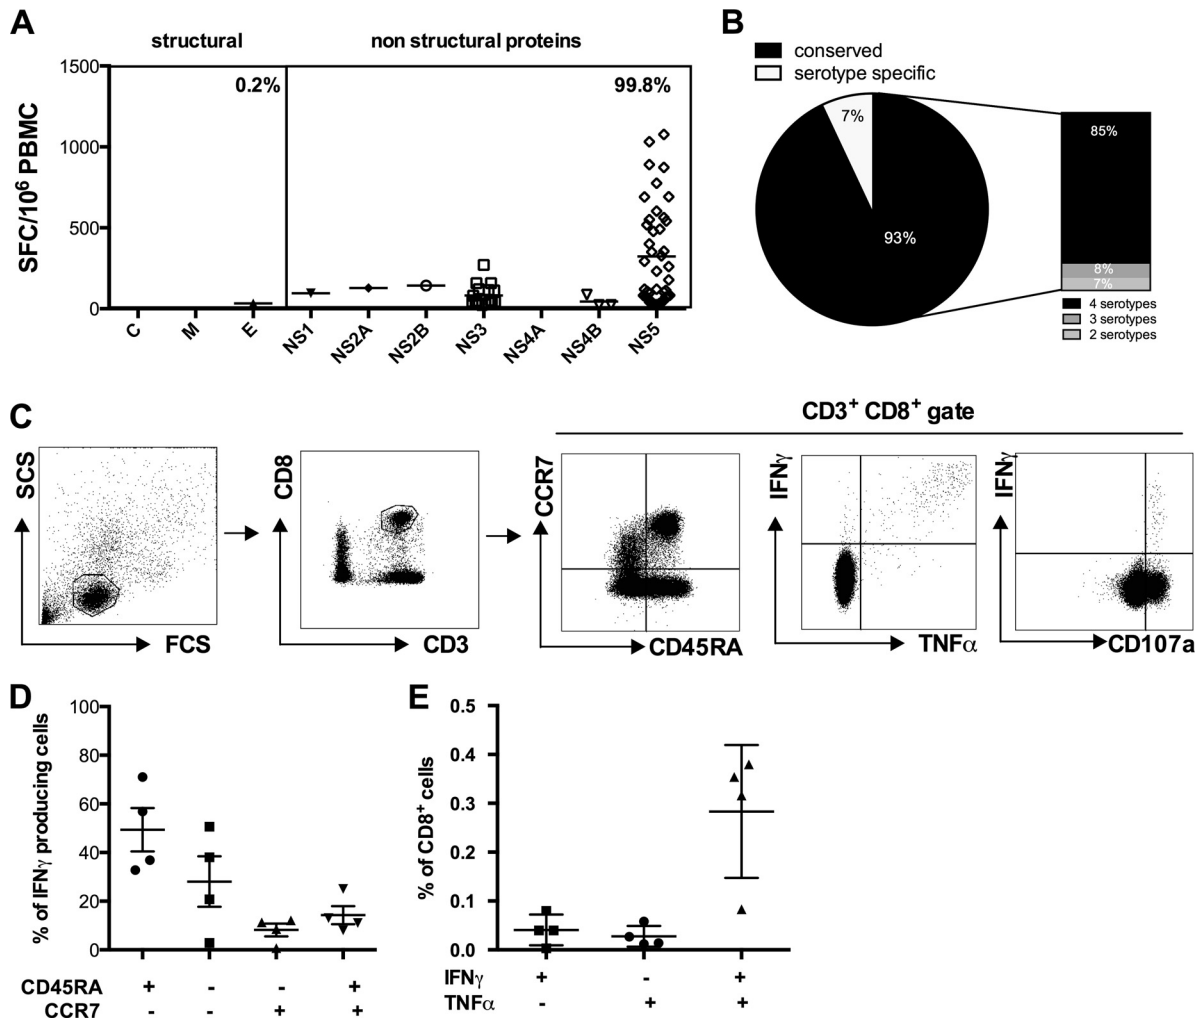 A
structural
non structural proteins
SFC/10⁶ PBMC
1500
1000
500
0
0.2%
99.8%
C
M
E
NS1
NS2A
NS2B
NS3
NS4A
NS4B
NS5
B
conserved
serotype specific
7%
93%
85%
8%
7%
4 serotypes
3 serotypes
2 serotypes
C
CD3⁺ CD8⁺ gate
SCS
FCS
CD8
CD3
CCR7
CD45RA
IFNγ
TNFα
IFNγ
CD107a
D
% of IFNγ producing cells
100
80
60
40
20
0
CD45RA + - - +
CCR7 - - + +
E
% of CD8⁺ cells
0.5
0.4
0.3
0.2
0.1
0.0
IFNγ + - +
TNFα - + +